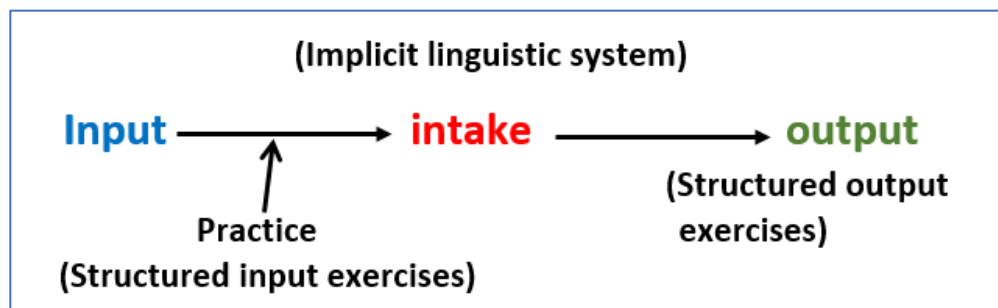 (Implicit linguistic system)
Input intake output
(Structured output
exercises)
Practice
(Structured input exercises)